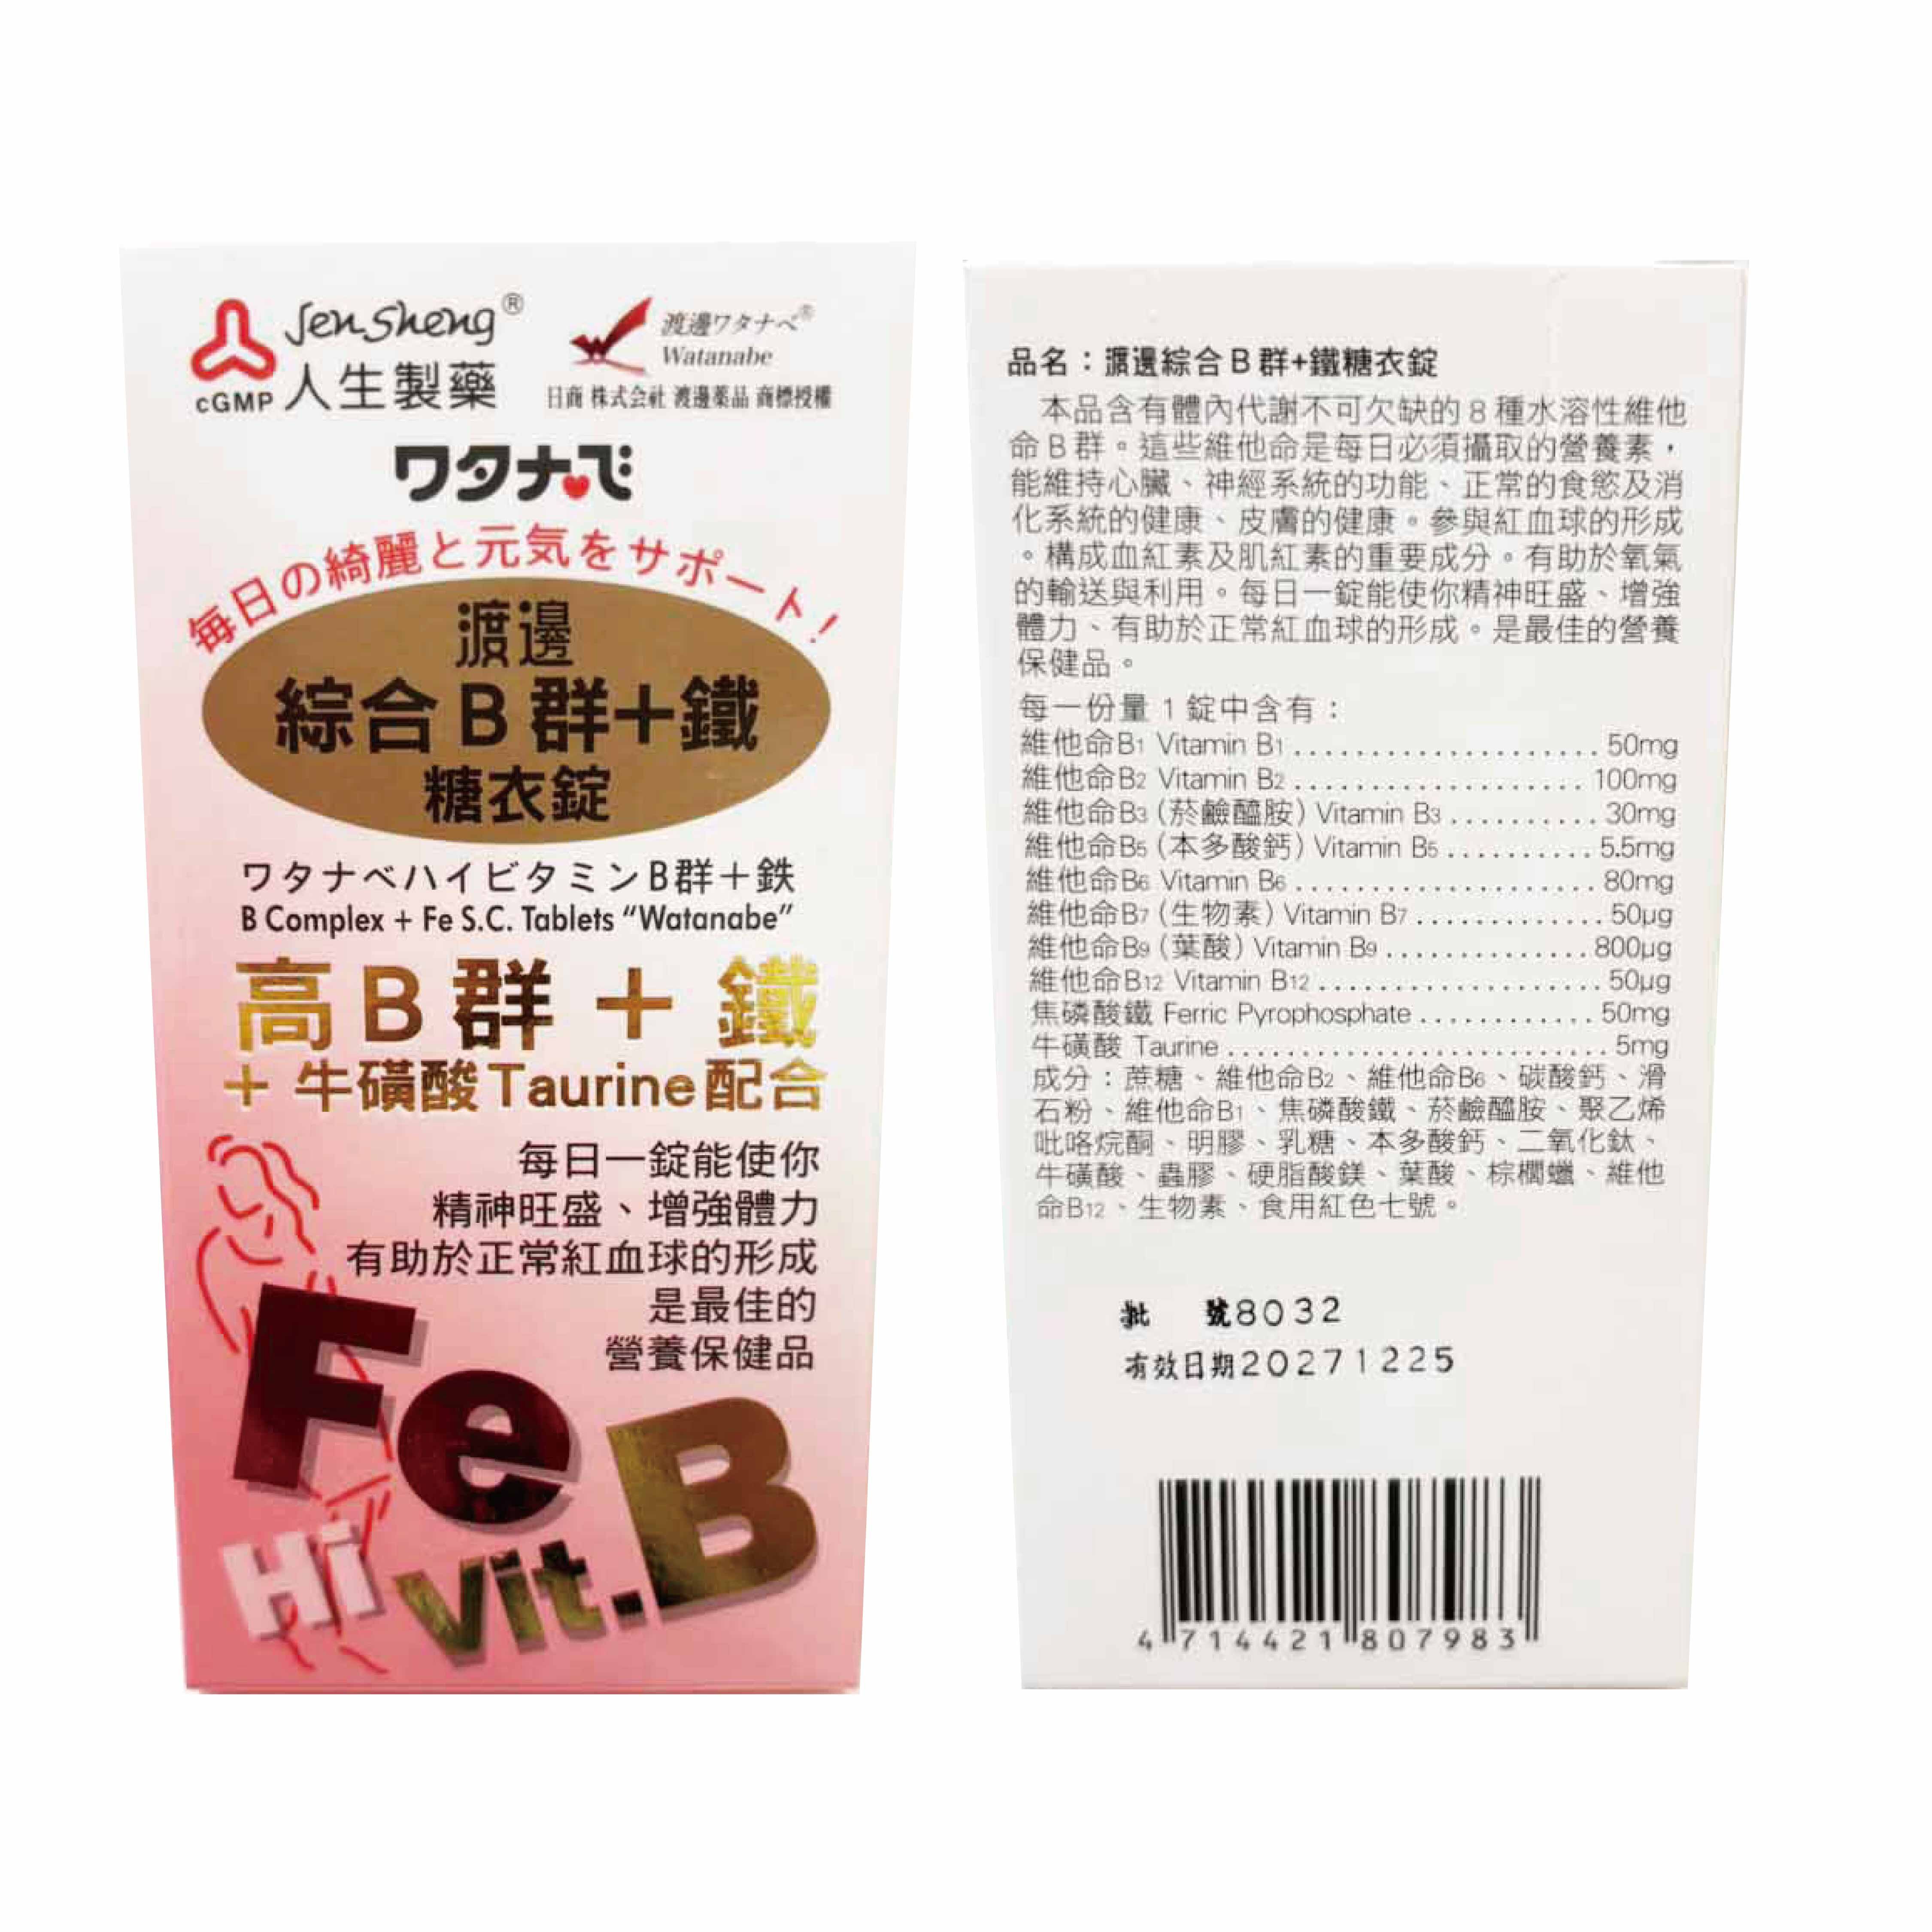 Jen Sheng®
cGMP 人生製藥
渡邊ワタナベ®
Watanabe
日商 株式会社 渡邊薬品 商標授權
ワタナベ
毎日の綺麗と元気をサポート!
渡邊
綜合B群+鐵
糖衣錠
ワタナベハイビタミンB群+鉄
B Complex + Fe S.C. Tablets “Watanabe”
高B群+鐵
+ 牛磺酸Taurine配合
每日一錠能使你
精神旺盛、增強體力
有助於正常紅血球的形成
是最佳的
營養保健品
Fe
Hi Vit.B
品名：渡邊綜合B群+鐵糖衣錠
本品含有體內代謝不可欠缺的8種水溶性維他
命B群。這些維他命是每日必須攝取的營養素，
能維持心臟、神經系統的功能、正常的食慾及消
化系統的健康、皮膚的健康。參與紅血球的形成
。構成血紅素及肌紅素的重要成分。有助於氧氣
的輸送與利用。每日一錠能使你精神旺盛、增強
體力、有助於正常紅血球的形成。是最佳的營養
保健品。
每一份量 1 錠中含有：
維他命B1 Vitamin B1 .................... 50mg
維他命B2 Vitamin B2 ................... 100mg
維他命B3 (菸鹼醯胺) Vitamin B3 .......... 30mg
維他命B5 (本多酸鈣) Vitamin B5 .......... 5.5mg
維他命B6 Vitamin B6 .................... 80mg
維他命B7 (生物素) Vitamin B7 ............. 50μg
維他命B9 (葉酸) Vitamin B9 .............. 800μg
維他命B12 Vitamin B12 ................... 50μg
焦磷酸鐵 Ferric Pyrophosphate ............ 50mg
牛磺酸 Taurine .......................... 5mg
成分：蔗糖、維他命B2、維他命B6、碳酸鈣、滑
石粉、維他命B1、焦磷酸鐵、菸鹼醯胺、聚乙烯
吡咯烷酮、明膠、乳糖、本多酸鈣、二氧化鈦、
牛磺酸、蟲膠、硬脂酸鎂、葉酸、棕櫚蠟、維他
命B12、生物素、食用紅色七號。
批 號8032
有效日期20271225
4 714421 807983